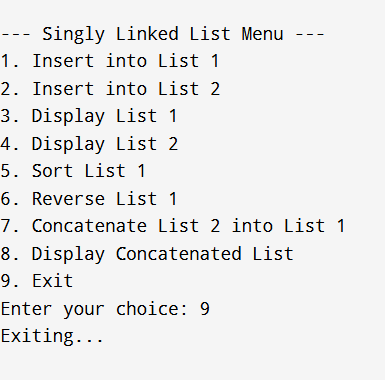 --- Singly Linked List Menu ---
1. Insert into List 1
2. Insert into List 2
3. Display List 1
4. Display List 2
5. Sort List 1
6. Reverse List 1
7. Concatenate List 2 into List 1
8. Display Concatenated List
9. Exit
Enter your choice: 9
Exiting...